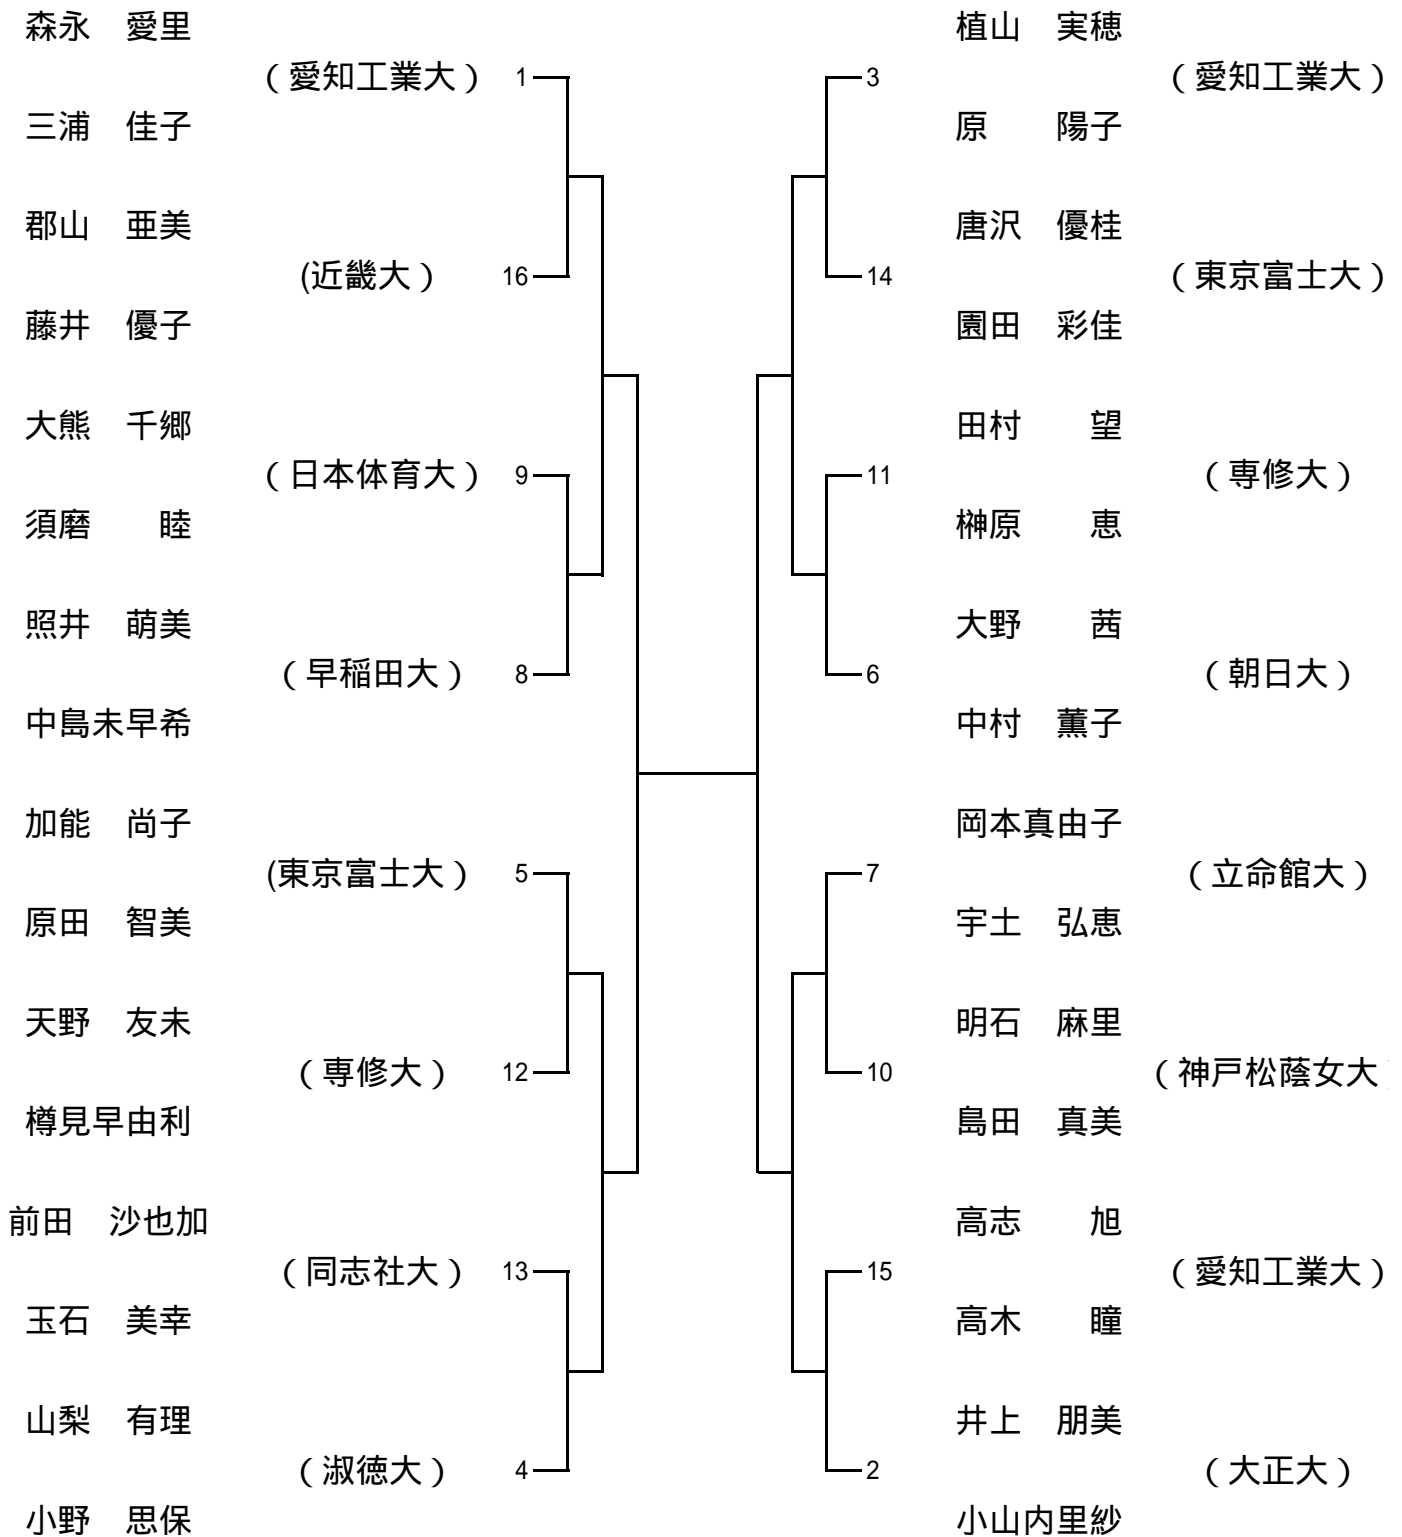 森永　愛里
（愛知工業大） 1
三浦　佳子
郡山　亜美
(近畿大） 16
藤井　優子
大熊　千郷
（日本体育大） 9
須磨　　睦
照井　萌美
（早稲田大） 8
中島未早希
加能　尚子
(東京富士大） 5
原田　智美
天野　友未
（専修大） 12
樽見早由利
前田　沙也加
（同志社大） 13
玉石　美幸
山梨　有理
（淑徳大） 4
小野　思保
植山　実穂
3 （愛知工業大）
原　　陽子
唐沢　優桂
14 （東京富士大）
園田　彩佳
田村　　望
11 （専修大）
榊原　　恵
大野　　茜
6 （朝日大）
中村　薫子
岡本真由子
7 （立命館大）
宇土　弘恵
明石　麻里
10 （神戸松蔭女大
島田　真美
高志　　旭
15 （愛知工業大）
高木　　瞳
井上　朋美
2 （大正大）
小山内里紗